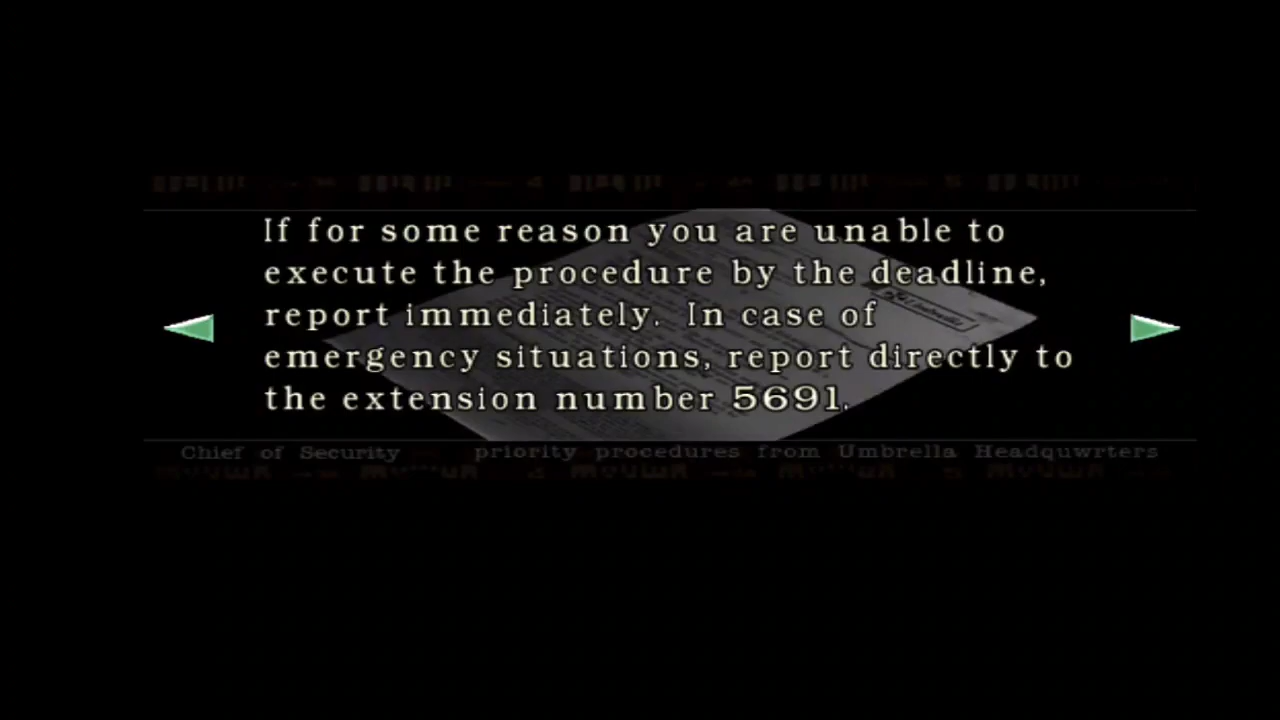 If for some reason you are unable to
execute the procedure by the deadline,
report immediately. In case of
emergency situations, report directly to
the extension number 5691.
Chief of Security priority procedures from Umbrella Headquwrters